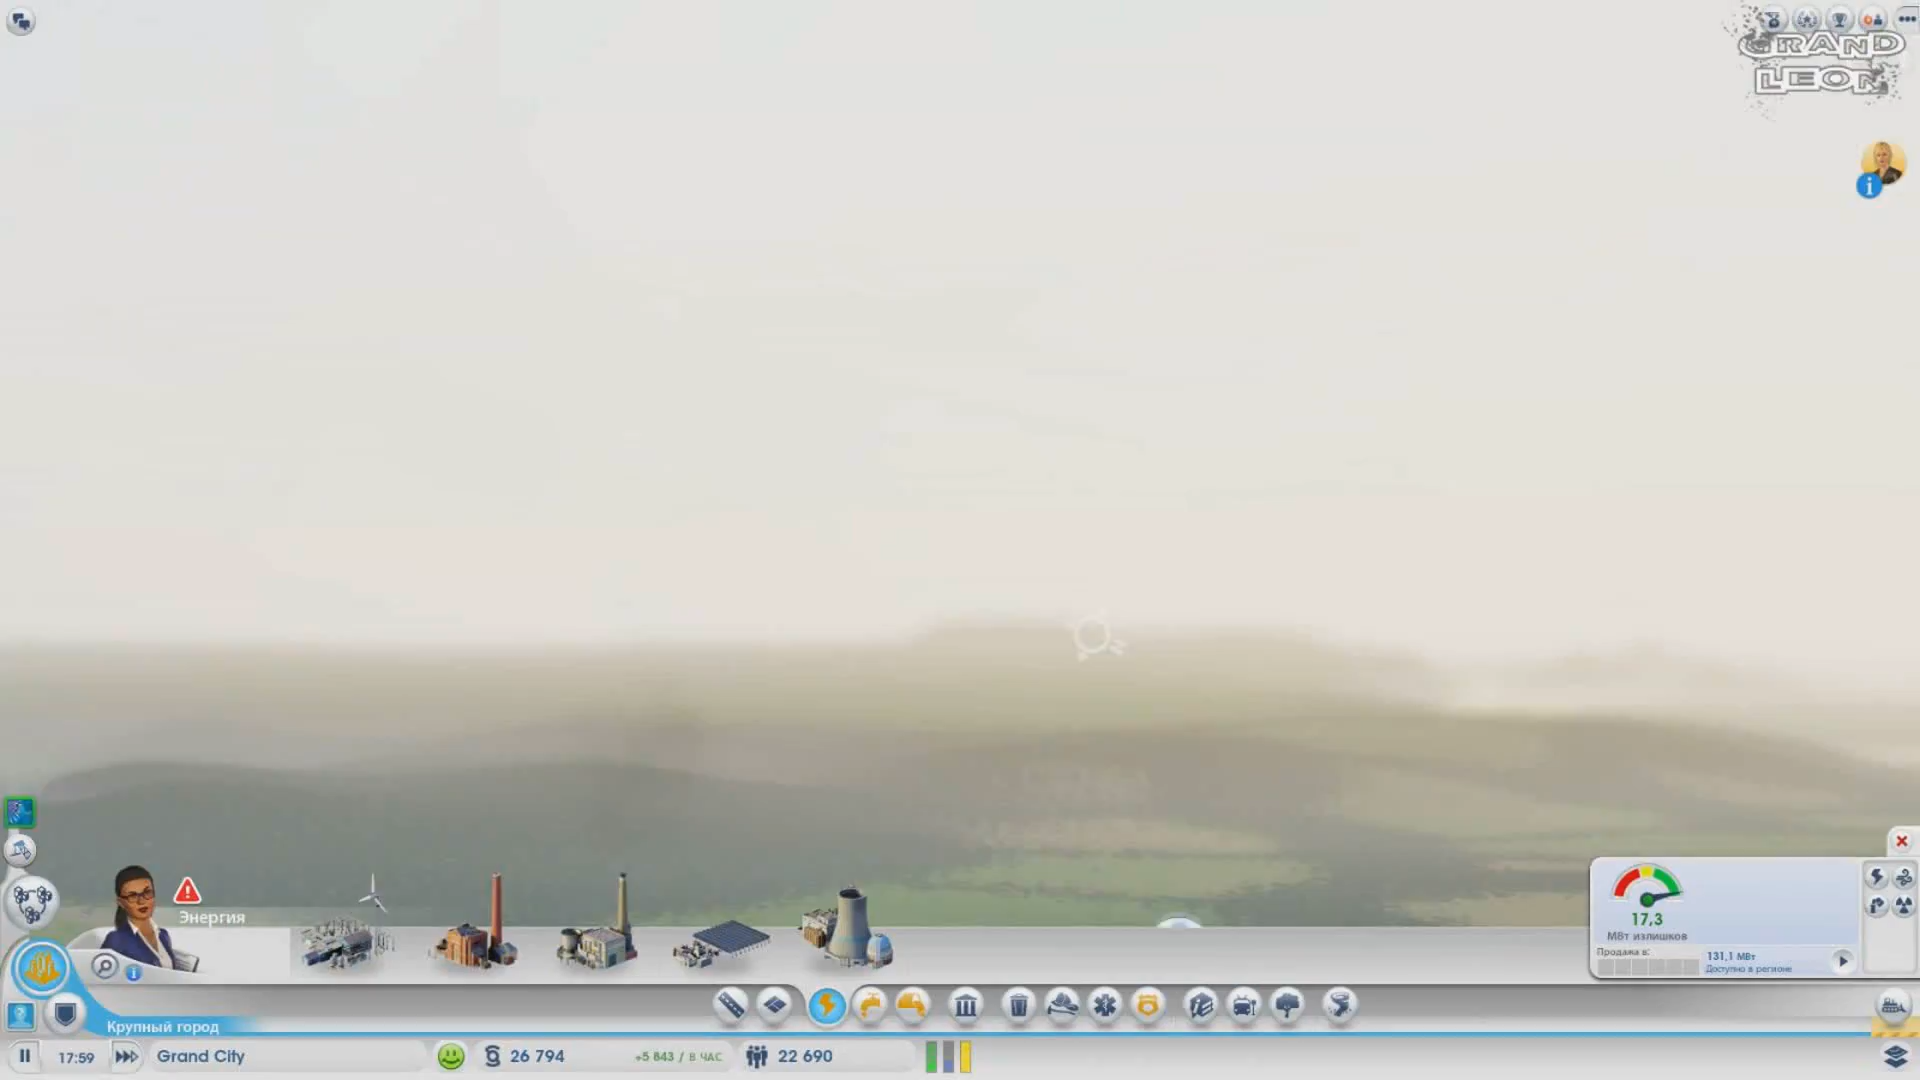 GRAND
LEON
Энергия
17,3
МВт излишков
Продажа в:
131,1 МВт
Доступно в регионе
Крупный город
17:59
Grand City
26 794
+5 843 / В ЧАС
22 690